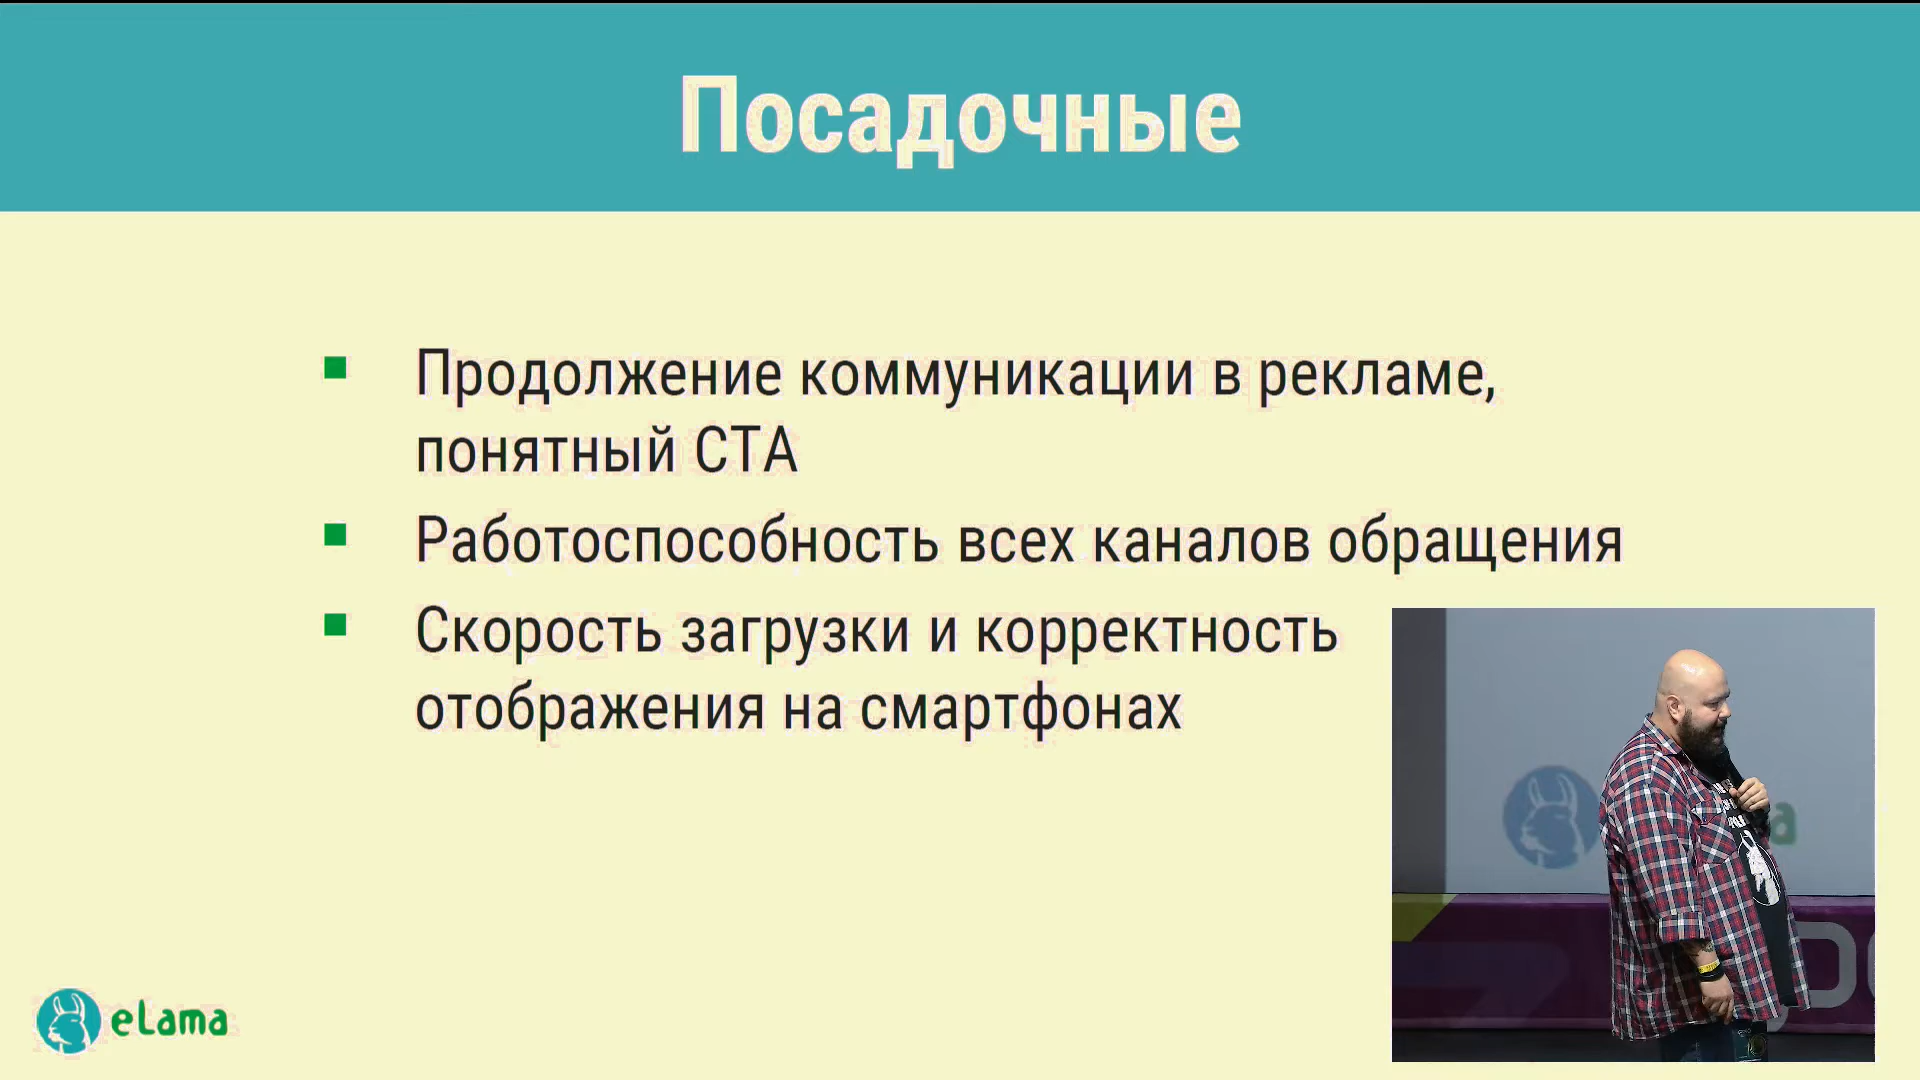 Посадочные
Продолжение коммуникации в рекламе,
понятный CTA
Работоспособность всех каналов обращения
Скорость загрузки и корректность
отображения на смартфонах
eLama